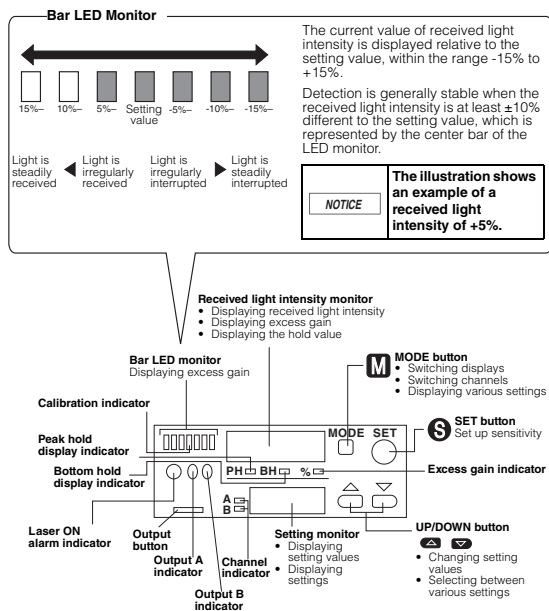 Bar LED Monitor
15%–
10%–
5%–
Setting
value
-5%–
-10%–
-15%–
Light is
steadily
received
Light is
irregularly
received
Light is
irregularly
interrupted
Light is
steadily
interrupted
The current value of received light
intensity is displayed relative to the
setting value, within the range -15% to
+15%.
Detection is generally stable when the
received light intensity is at least ±10%
different to the setting value, which is
represented by the center bar of the
LED monitor.
NOTICE
The illustration shows
an example of a
received light
intensity of +5%.
Received light intensity monitor
• Displaying received light intensity
• Displaying excess gain
• Displaying the hold value
Bar LED monitor
Displaying excess gain
M
MODE button
• Switching displays
• Switching channels
• Displaying various settings
Calibration indicator
S
SET button
Set up sensitivity
MODE SET
Peak hold
display indicator
PH
BH
%
Excess gain indicator
Bottom hold
display indicator
A
B
Laser ON
alarm indicator
Output
button
Output A
indicator
Output B
indicator
Channel
indicator
Setting monitor
• Displaying
setting values
• Displaying
settings
UP/DOWN button
• Changing setting
values
• Selecting between
various settings